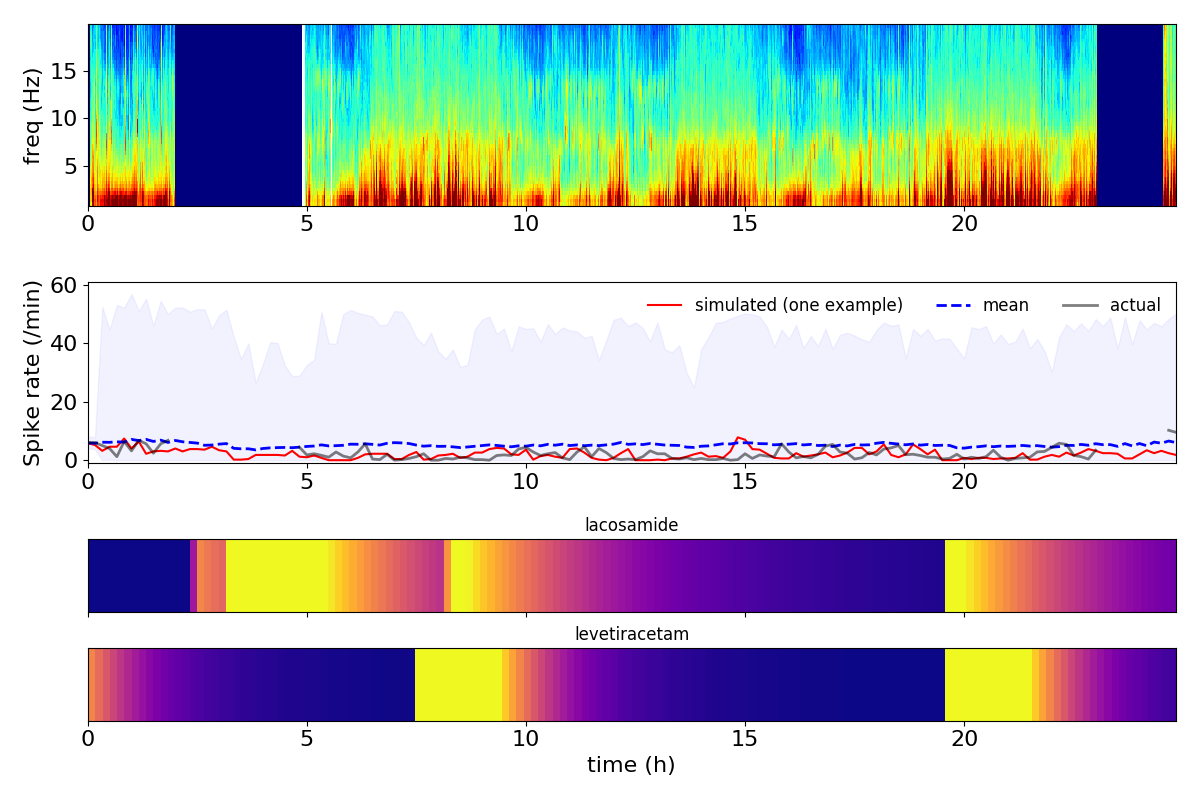 freq (Hz)
15
10
5
0 5 10 15 20
Spike rate (/min)
60
40
20
0
simulated (one example) mean actual
0 5 10 15 20
lacosamide
levetiracetam
0 5 10 15 20
time (h)